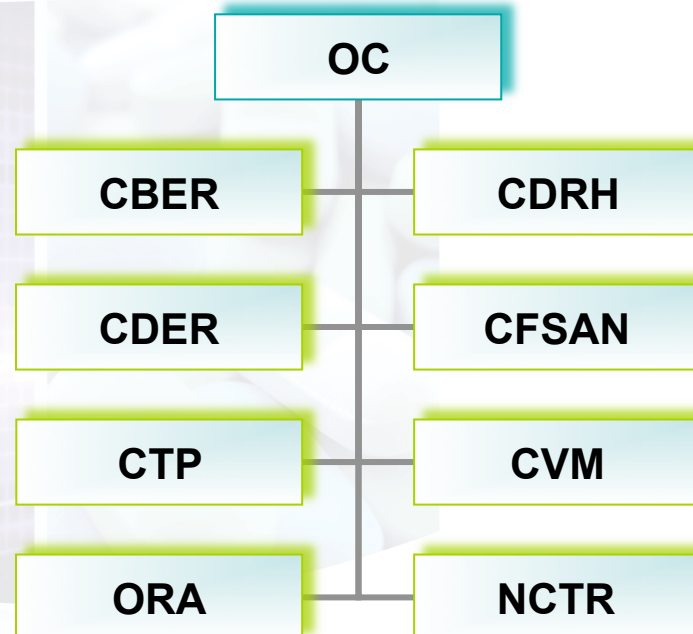 OC
CBER
CDRH
CDER
CFSAN
CTP
CVM
ORA
NCTR